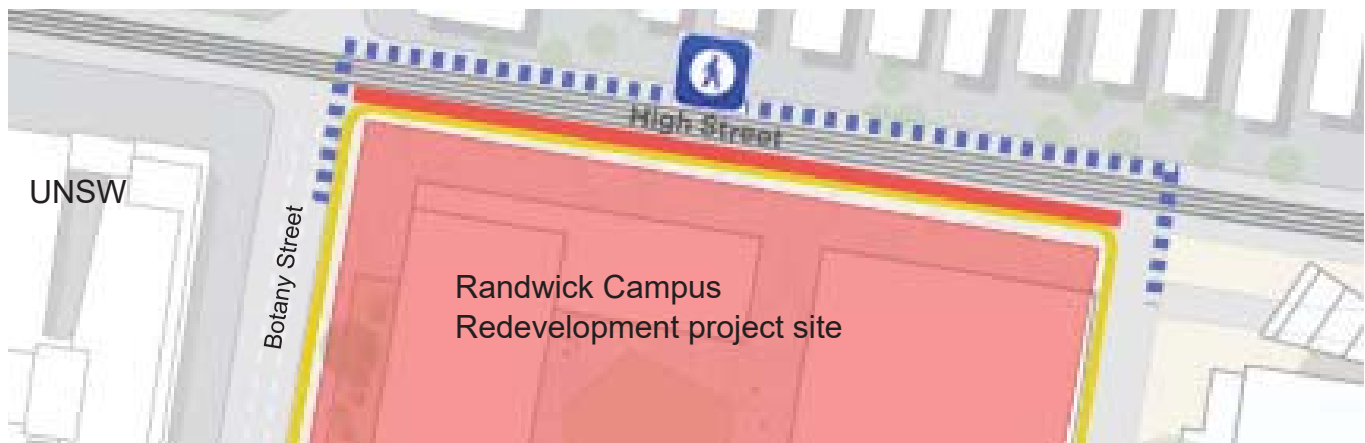 High Street
UNSW
Botany Street
Randwick Campus
Redevelopment project site